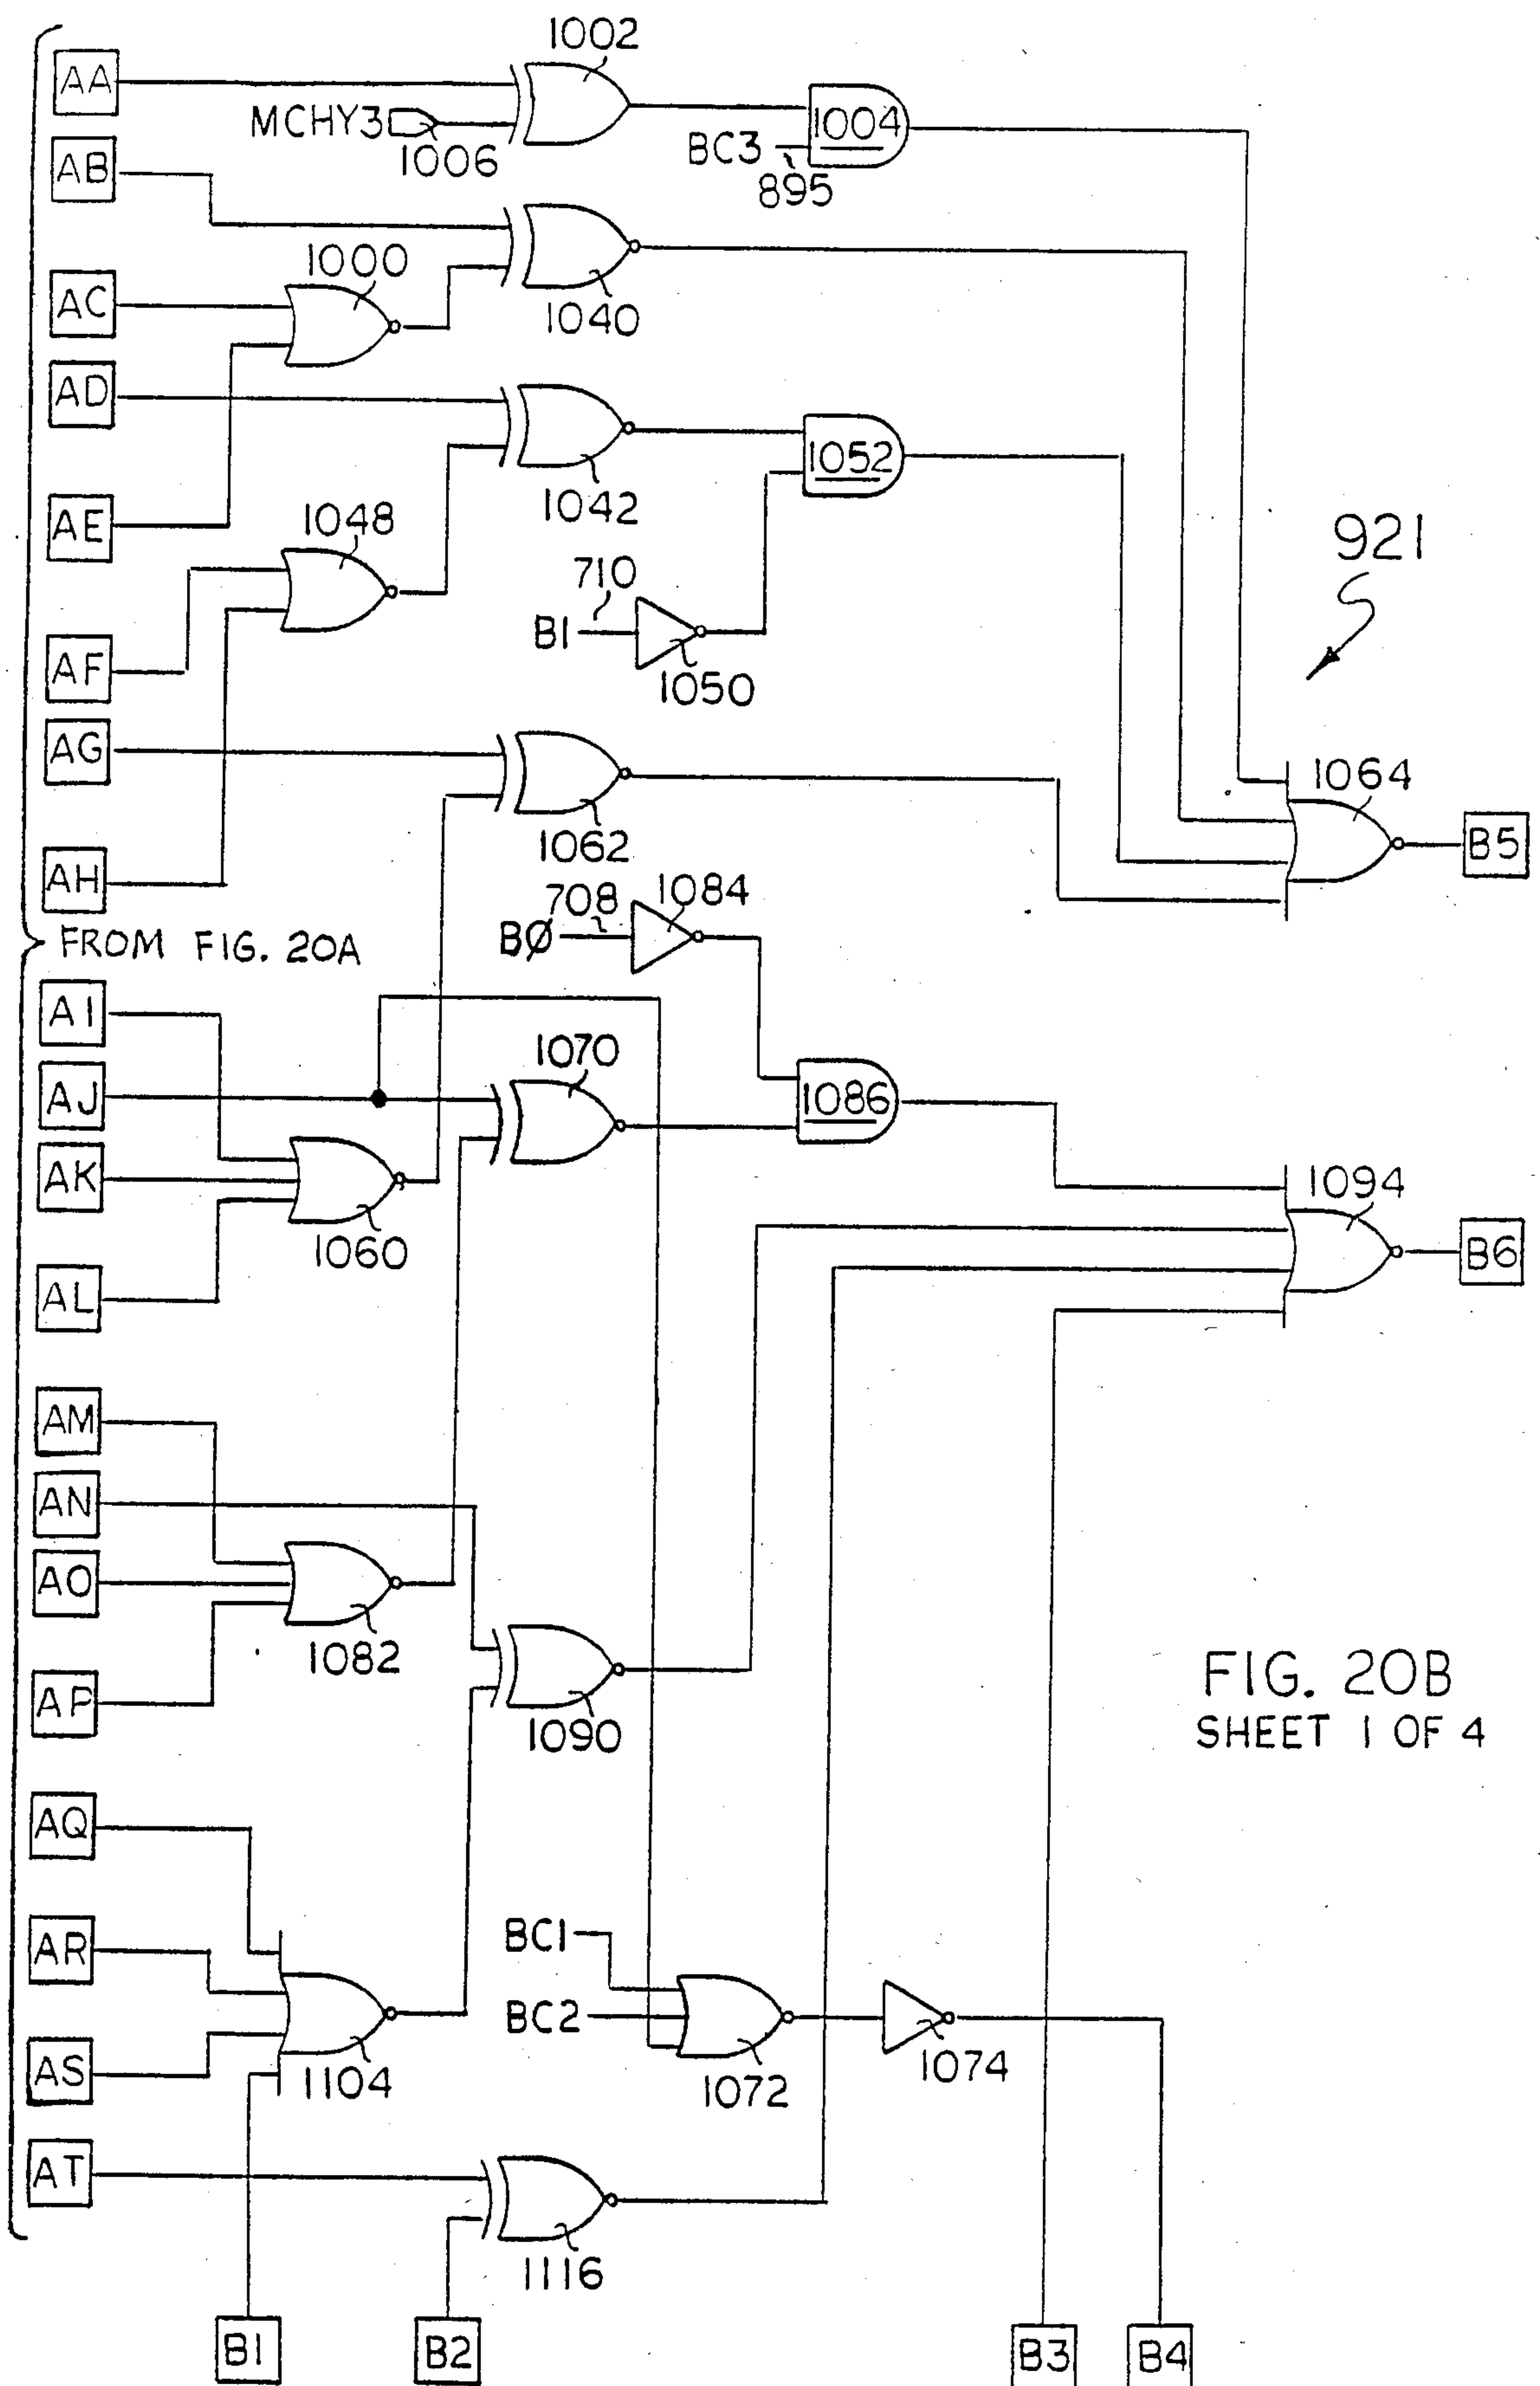 1002
AA
MCHY3
1006
1004
BC3
895
AB
1000
1040
AC
AD
1052
1042
AE
1048
921
710
B1
1050
AF
AG
1064
B5
1062
AH
708
1084
BØ
FROM FIG. 20A
AI
1070
AJ
1086
AK
1094
1060
B6
AL
AM
AN
AO
1082
AP
1090
FIG. 20B
SHEET 1 OF 4
AQ
BC1
AR
BC2
AS
1104
1072
1074
AT
1116
B1
B2
B3
B4